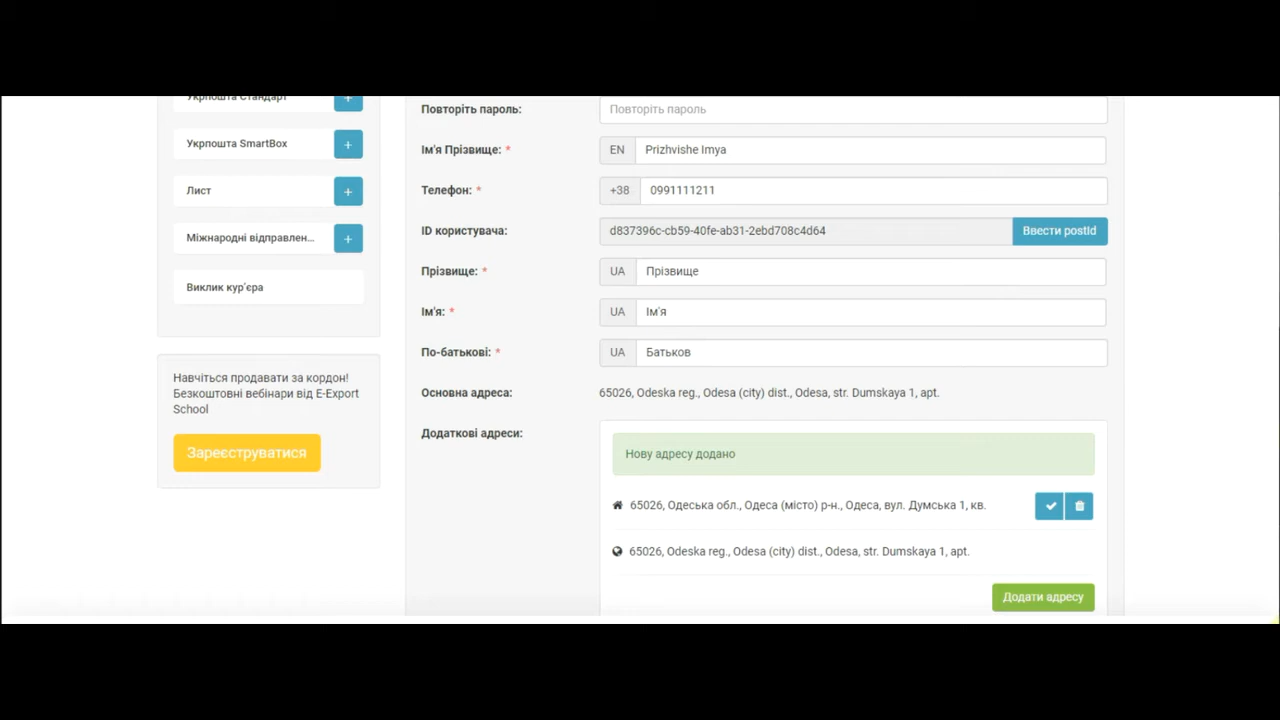 Укрпошта Стандарт
+
Укрпошта SmartBox
+
Лист
+
Міжнародні відправлен...
+
Виклик кур'єра
Навчіться продавати за кордон!
Безкоштовні вебінари від E-Export
School
Зареєструватися
Повторіть пароль:
Повторіть пароль
Ім'я Прізвище: *
EN
Prizhvishe Imya
Телефон: *
+38
0991111211
ID користувача:
d837396c-cb59-40fe-ab31-2ebd708c4d64
Ввести postId
Прізвище: *
UA
Прізвище
Ім'я: *
UA
Ім'я
По-батькові: *
UA
Батьков
Основна адреса:
65026, Odeska reg., Odesa (city) dist., Odesa, str. Dumskaya 1, apt.
Додаткові адреси:
Нову адресу додано
65026, Одеська обл., Одеса (місто) р-н., Одеса, вул. Думська 1, кв.
65026, Odeska reg., Odesa (city) dist., Odesa, str. Dumskaya 1, apt.
Додати адресу